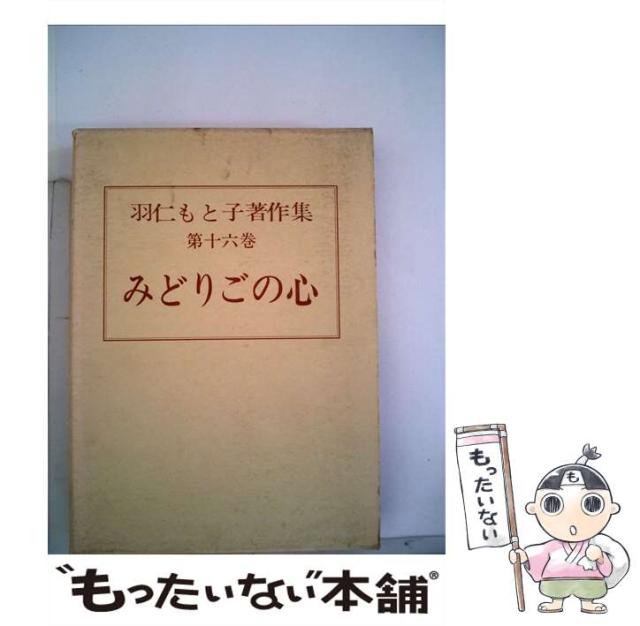 羽仁もと子著作集
第十六巻
みどりごの心
もったいない
も
"もったいない"本舗®